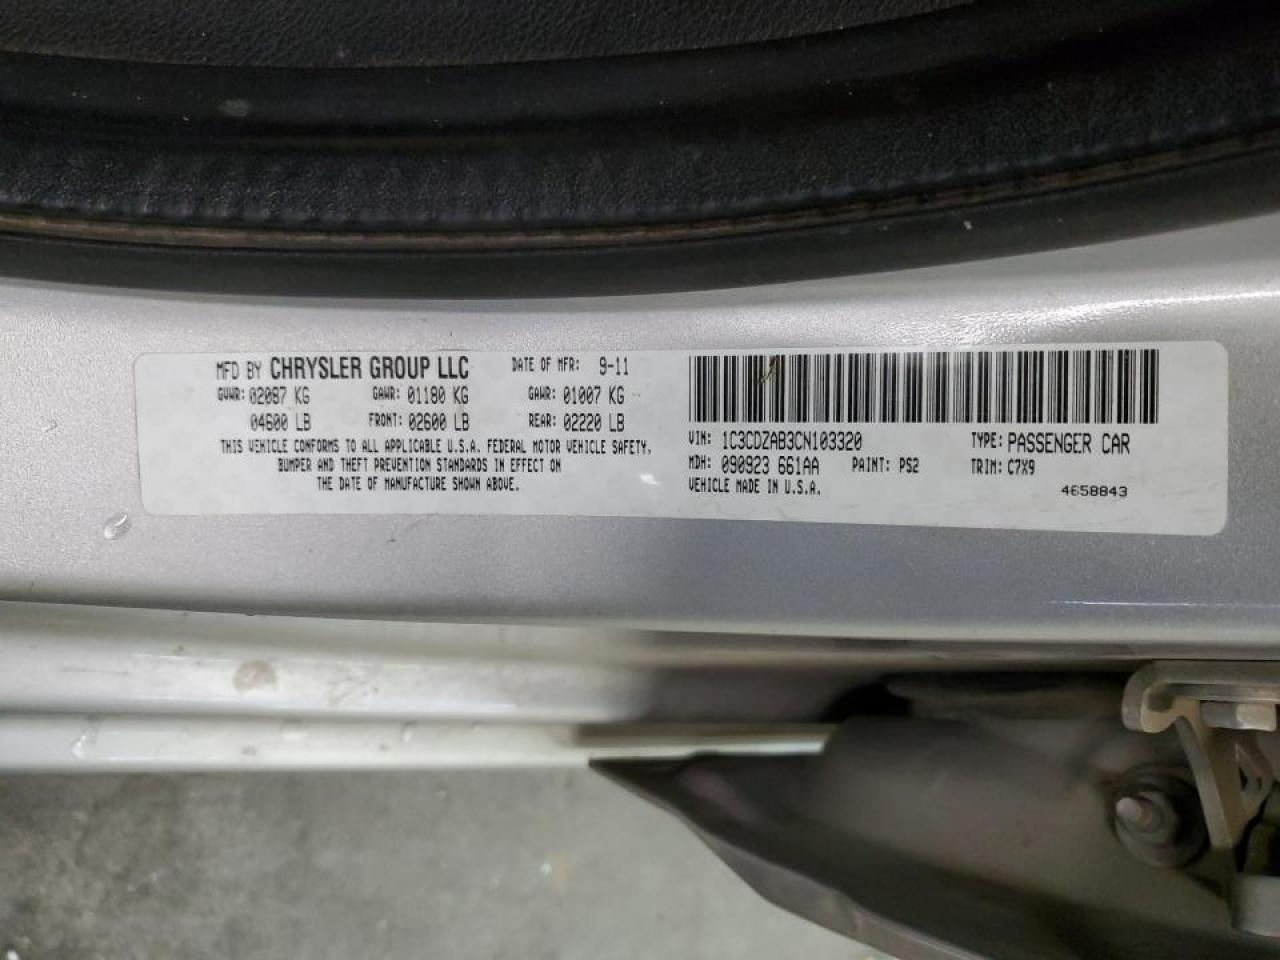 MFD BY CHRYSLER GROUP LLC DATE OF MFR: 9-11
GVWR: 02087 KG GAWR: 01180 KG GAWR: 01007 KG
04600 LB FRONT: 02600 LB REAR: 02220 LB
THIS VEHICLE CONFORMS TO ALL APPLICABLE U.S.A. FEDERAL MOTOR VEHICLE SAFETY,
BUMPER AND THEFT PREVENTION STANDARDS IN EFFECT ON
THE DATE OF MANUFACTURE SHOWN ABOVE.
VIN: 1C3CDZAB3CN103320 TYPE: PASSENGER CAR
MDH: 090923 661AA PAINT: PS2 TRIM: C7X9
VEHICLE MADE IN U.S.A. 4658843